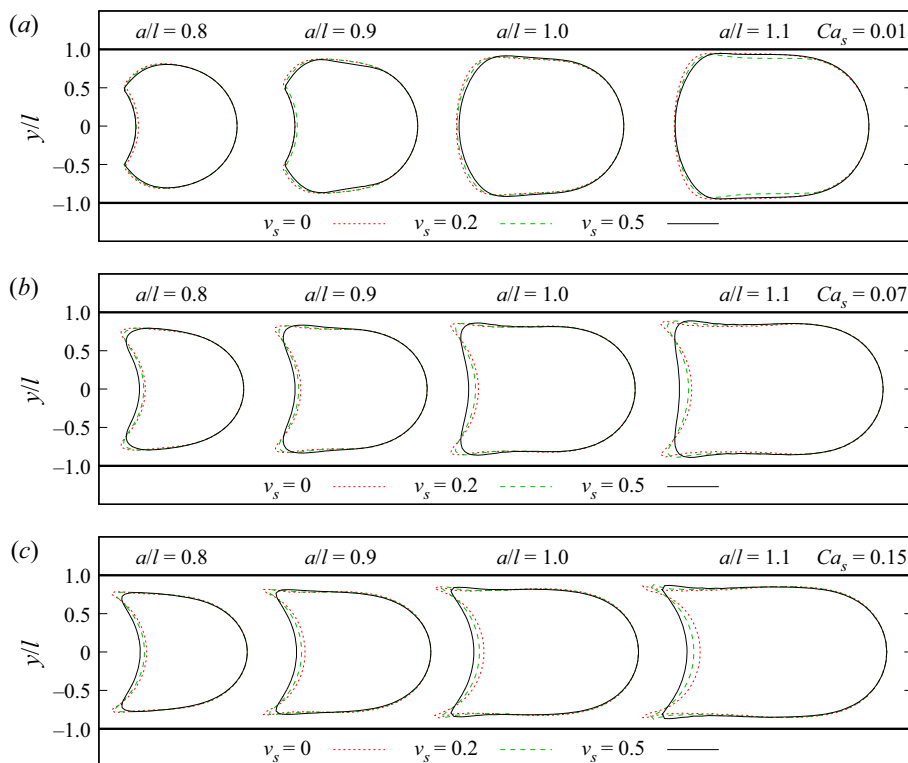 (a)
a/l = 0.8 a/l = 0.9 a/l = 1.0 a/l = 1.1 Ca_s = 0.01
1.0
0.5
y/l
0
–0.5
–1.0
v_s = 0 v_s = 0.2 v_s = 0.5
(b)
a/l = 0.8 a/l = 0.9 a/l = 1.0 a/l = 1.1 Ca_s = 0.07
1.0
0.5
y/l
0
–0.5
–1.0
v_s = 0 v_s = 0.2 v_s = 0.5
(c)
a/l = 0.8 a/l = 0.9 a/l = 1.0 a/l = 1.1 Ca_s = 0.15
1.0
0.5
y/l
0
–0.5
–1.0
v_s = 0 v_s = 0.2 v_s = 0.5